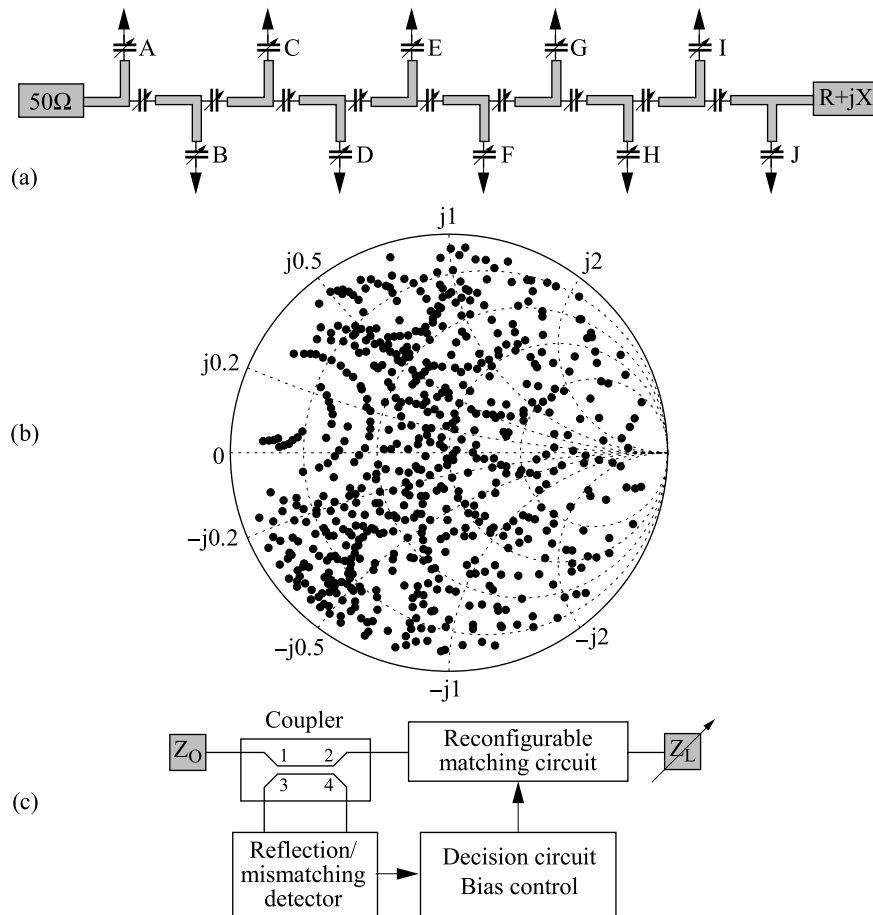 A C E G I
50Ω R+jX
B D F H J
(a)
j1
j0.5 j2
j0.2
(b)
0
−j0.2
−j0.5 −j2
−j1
Coupler
Z_O 1 2 Reconfigurable matching circuit Z_L
3 4
(c)
Reflection/
mismatching
detector
Decision circuit
Bias control